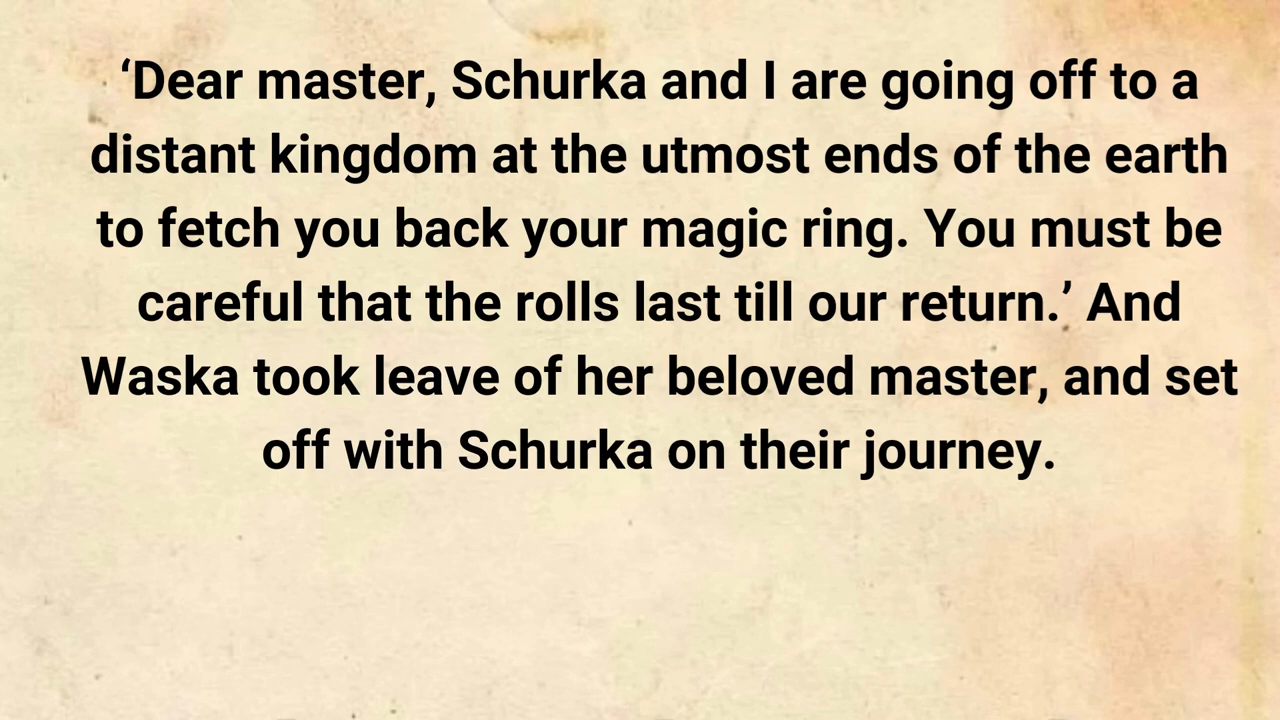 ‘Dear master, Schurka and I are going off to a
distant kingdom at the utmost ends of the earth
to fetch you back your magic ring. You must be
careful that the rolls last till our return.’ And
Waska took leave of her beloved master, and set
off with Schurka on their journey.